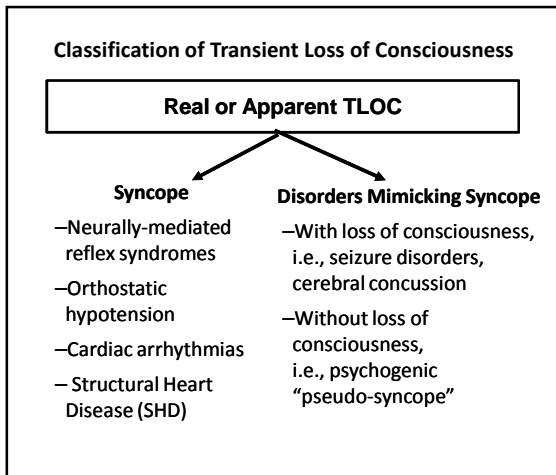 Classification of Transient Loss of Consciousness
Real or Apparent TLOC
Syncope
–Neurally-mediated
reflex syndromes
–Orthostatic
hypotension
–Cardiac arrhythmias
– Structural Heart
Disease (SHD)
Disorders Mimicking Syncope
–With loss of consciousness,
i.e., seizure disorders,
cerebral concussion
–Without loss of
consciousness,
i.e., psychogenic
“pseudo-syncope”